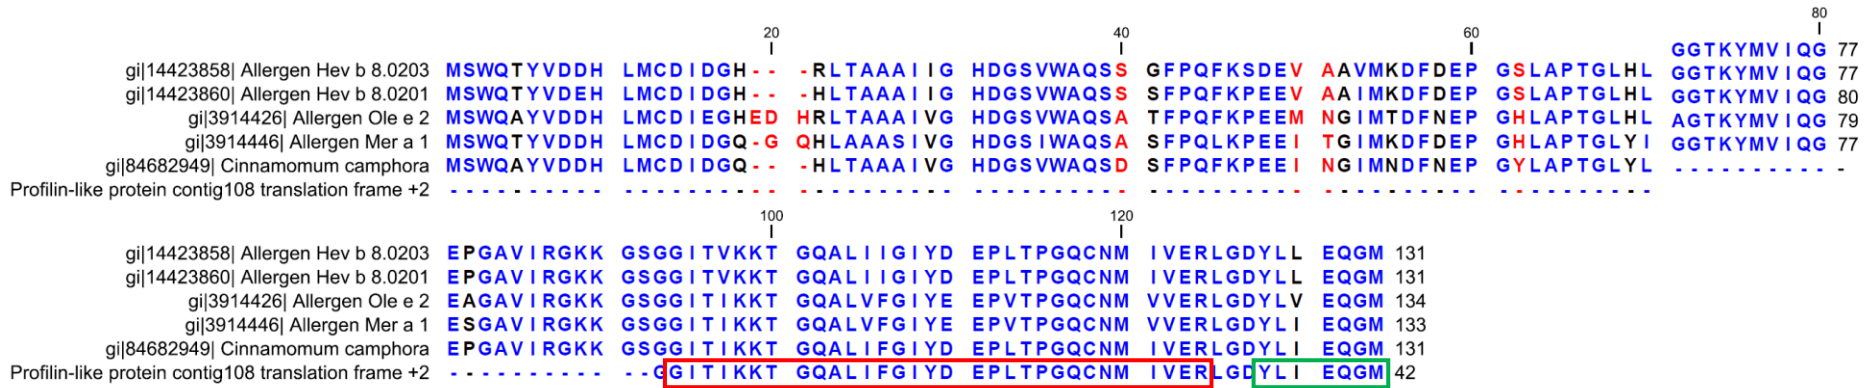 20 40 60 80
gi|14423858| Allergen Hev b 8.0203 MSWQTYVDDH LMCDIDGH-- -RLTAAAIIG HDGSVWAQSS GFPQFKSDEV AAVMKDFDEP GSLAPTGLHL GGTKYMVIQG 77
gi|14423860| Allergen Hev b 8.0201 MSWQTYVDEH LMCDIDGH-- -HLTAAAIIG HDGSVWAQSS SFPQFKPEEV AAIMKDFDEP GSLAPTGLHL GGTKYMVIQG 77
gi|3914426| Allergen Ole e 2 MSWQAYVDDH LMCDIEGHED HRLTAAAIVG HDGSVWAQSA TFPQFKPEEM NGIMTDFNEP GHLAPTGLHL GGTKYMVIQG 80
gi|3914446| Allergen Mer a 1 MSWQTYVDDH LMCDIDGQ-G QHLAAASIVG HDGSIWAQSA SFPQLKPEEI TGIMKDFDEP GHLAPTGLYI AGTKYMVIQG 79
gi|84682949| Cinnamomum camphora MSWQAYVDDH LMCDIDGQ-- -HLTAAAIVG HDGSVWAQSD SFPQFKPEEI NGIMNDFNEP GYLAPTGLYL GGTKYMVIQG 77
Profilin-like protein contig108 translation frame +2 ---------- ---------- ---------- ---------- ---------- ---------- ---------- ---------- -
100 120
gi|14423858| Allergen Hev b 8.0203 EPGAVIRGKK GSGGITVKKT GQALIIGIYD EPLTPGQCNM IVERLGDYLL EQGM 131
gi|14423860| Allergen Hev b 8.0201 EPGAVIRGKK GSGGITVKKT GQALIIGIYD EPLTPGQCNM IVERLGDYLL EQGM 131
gi|3914426| Allergen Ole e 2 EAGAVIRGKK GSGGITIKKT GQALVFGIYE EPVTPGQCNM VVERLGDYLV EQGM 134
gi|3914446| Allergen Mer a 1 ESGAVIRGKK GSGGITIKKT GQALVFGIYE EPVTPGQCNM VVERLGDYLI EQGM 133
gi|84682949| Cinnamomum camphora EPGAVIRGKK GSGGITIKKT GQALIFGIYD EPLTPGQCNM IVERLGDYLI EQGM 131
Profilin-like protein contig108 translation frame +2 ---------- --GGITIKKT GQALIFGIYD EPLTPGQCNM IVERLGDYLI EQGM 42